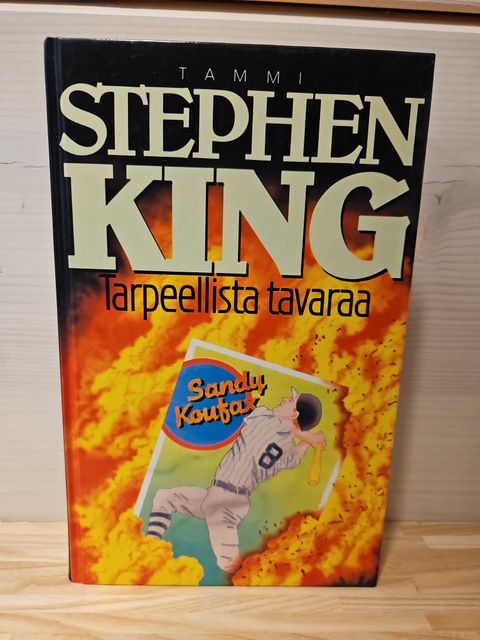 TAMMI
STEPHEN
KING
Tarpeellista tavaraa
Sandy
Koufax
8